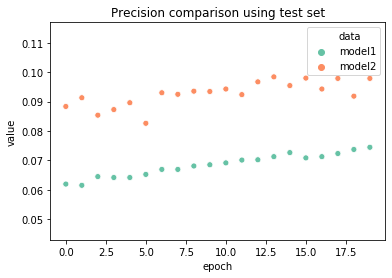 Precision comparison using test set
data
model1
model2
value
0.11
0.10
0.09
0.08
0.07
0.06
0.05
0.0 2.5 5.0 7.5 10.0 12.5 15.0 17.5
epoch